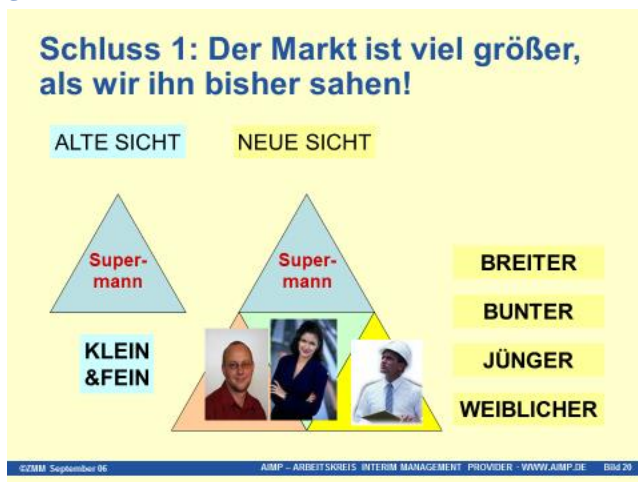 Schluss 1: Der Markt ist viel größer,
als wir ihn bisher sahen!
ALTE SICHT
NEUE SICHT
Super-
mann
Super-
mann
KLEIN
&FEIN
BREITER
BUNTER
JÜNGER
WEIBLICHER
©ZMM September 06
AIMP – ARBEITSKREIS INTERIM MANAGEMENT PROVIDER · WWW.AIMP.DE
Bild 20